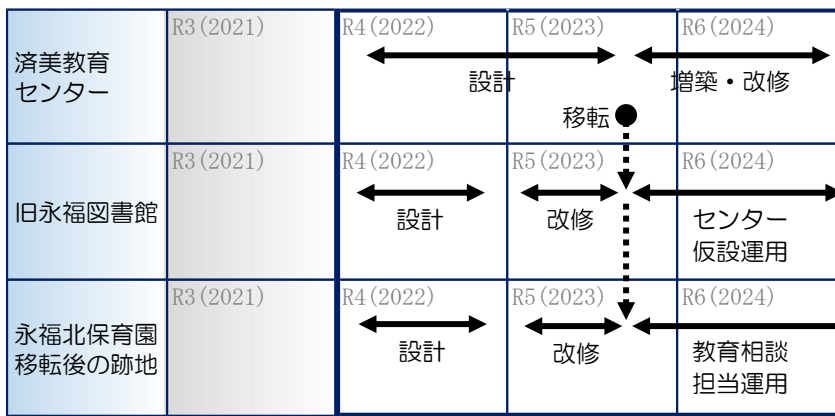 R3(2021)
R4(2022)
R5(2023)
R6(2024)
済美教育
センター
設計
増築・改修
移転
R3(2021)
R4(2022)
R5(2023)
R6(2024)
旧永福図書館
設計
改修
センター
仮設運用
R3(2021)
R4(2022)
R5(2023)
R6(2024)
永福北保育園
移転後の跡地
設計
改修
教育相談
担当運用